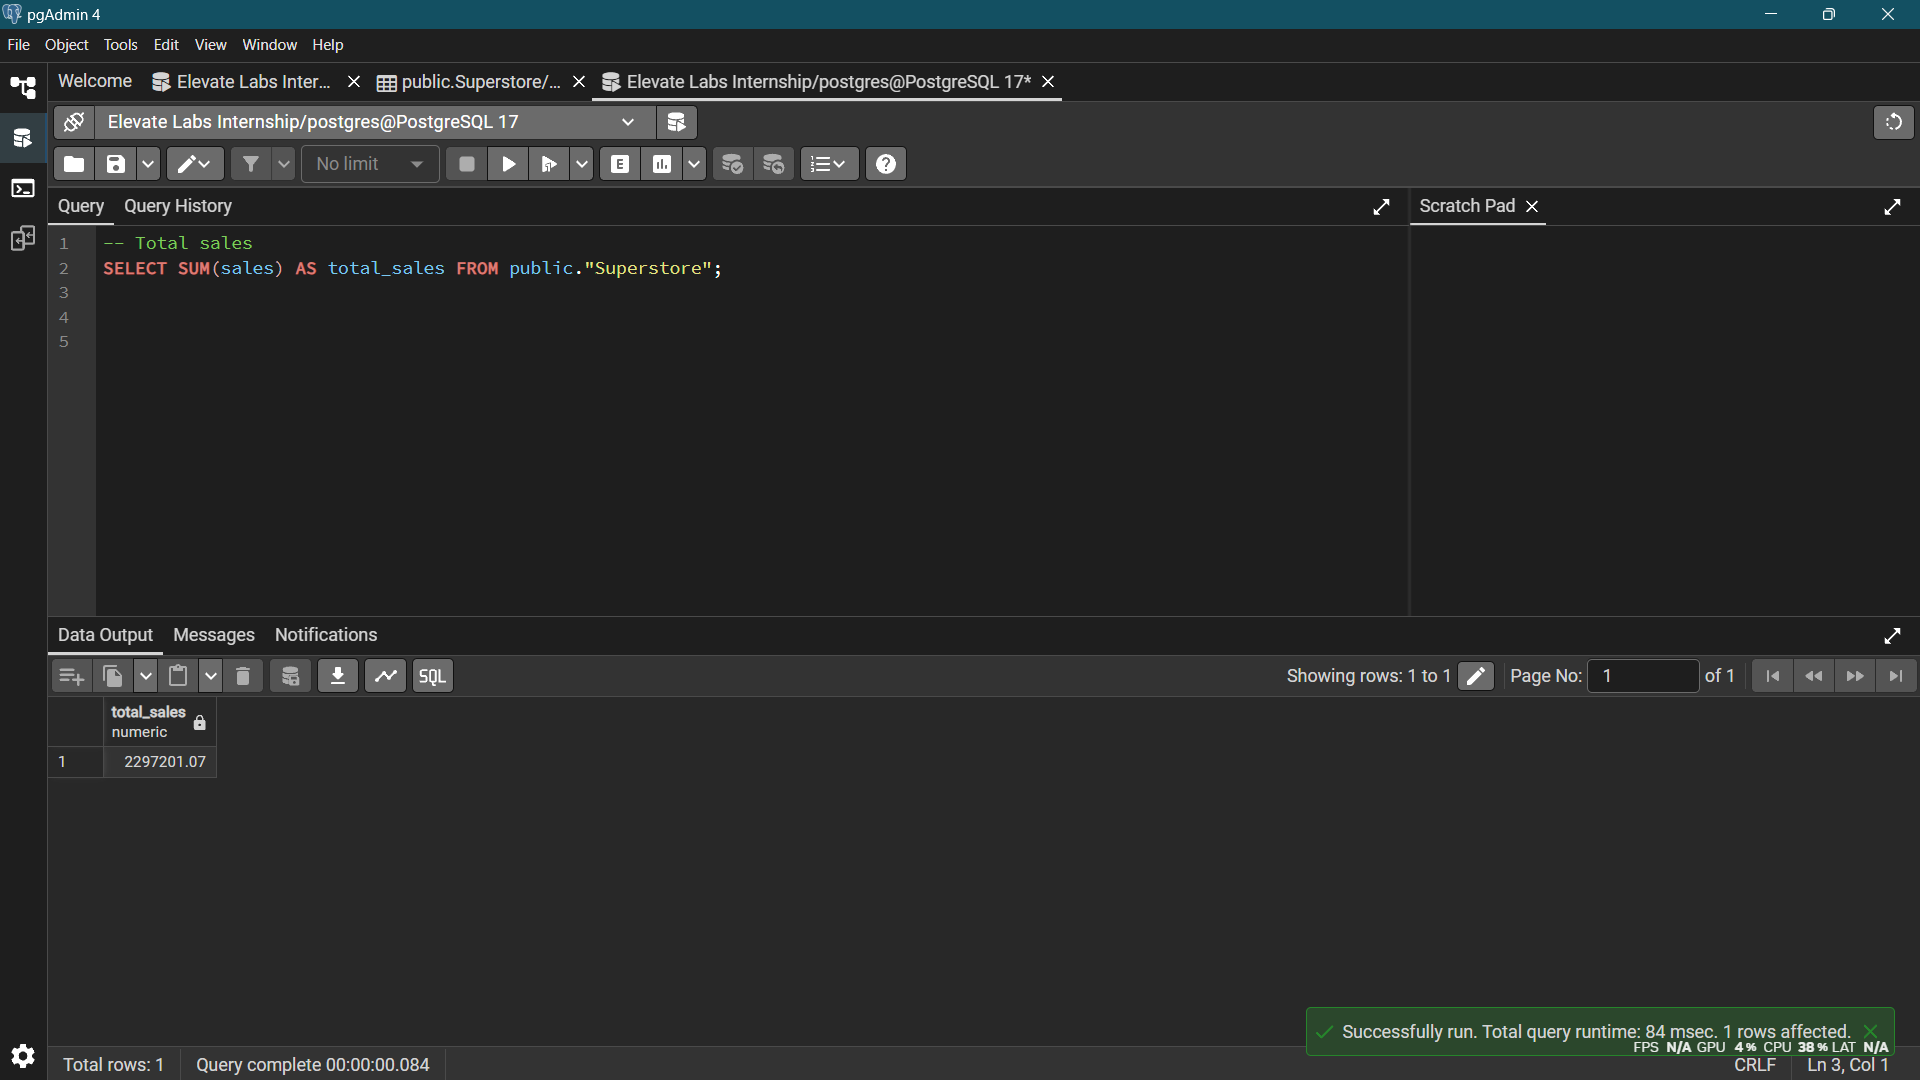 pgAdmin 4
File Object Tools Edit View Window Help
Welcome Elevate Labs Inter... public.Superstore/... Elevate Labs Internship/postgres@PostgreSQL 17*
Elevate Labs Internship/postgres@PostgreSQL 17
No limit E
Query Query History Scratch Pad
1 -- Total sales
2 SELECT SUM(sales) AS total_sales FROM public."Superstore";
3
4
5
Data Output Messages Notifications
SQL Showing rows: 1 to 1 Page No: 1 of 1
total_sales
numeric
1 2297201.07
Successfully run. Total query runtime: 84 msec. 1 rows affected.
FPS N/A GPU 4% CPU 38% LAT N/A
Total rows: 1 Query complete 00:00:00.084 CRLF Ln 3, Col 1